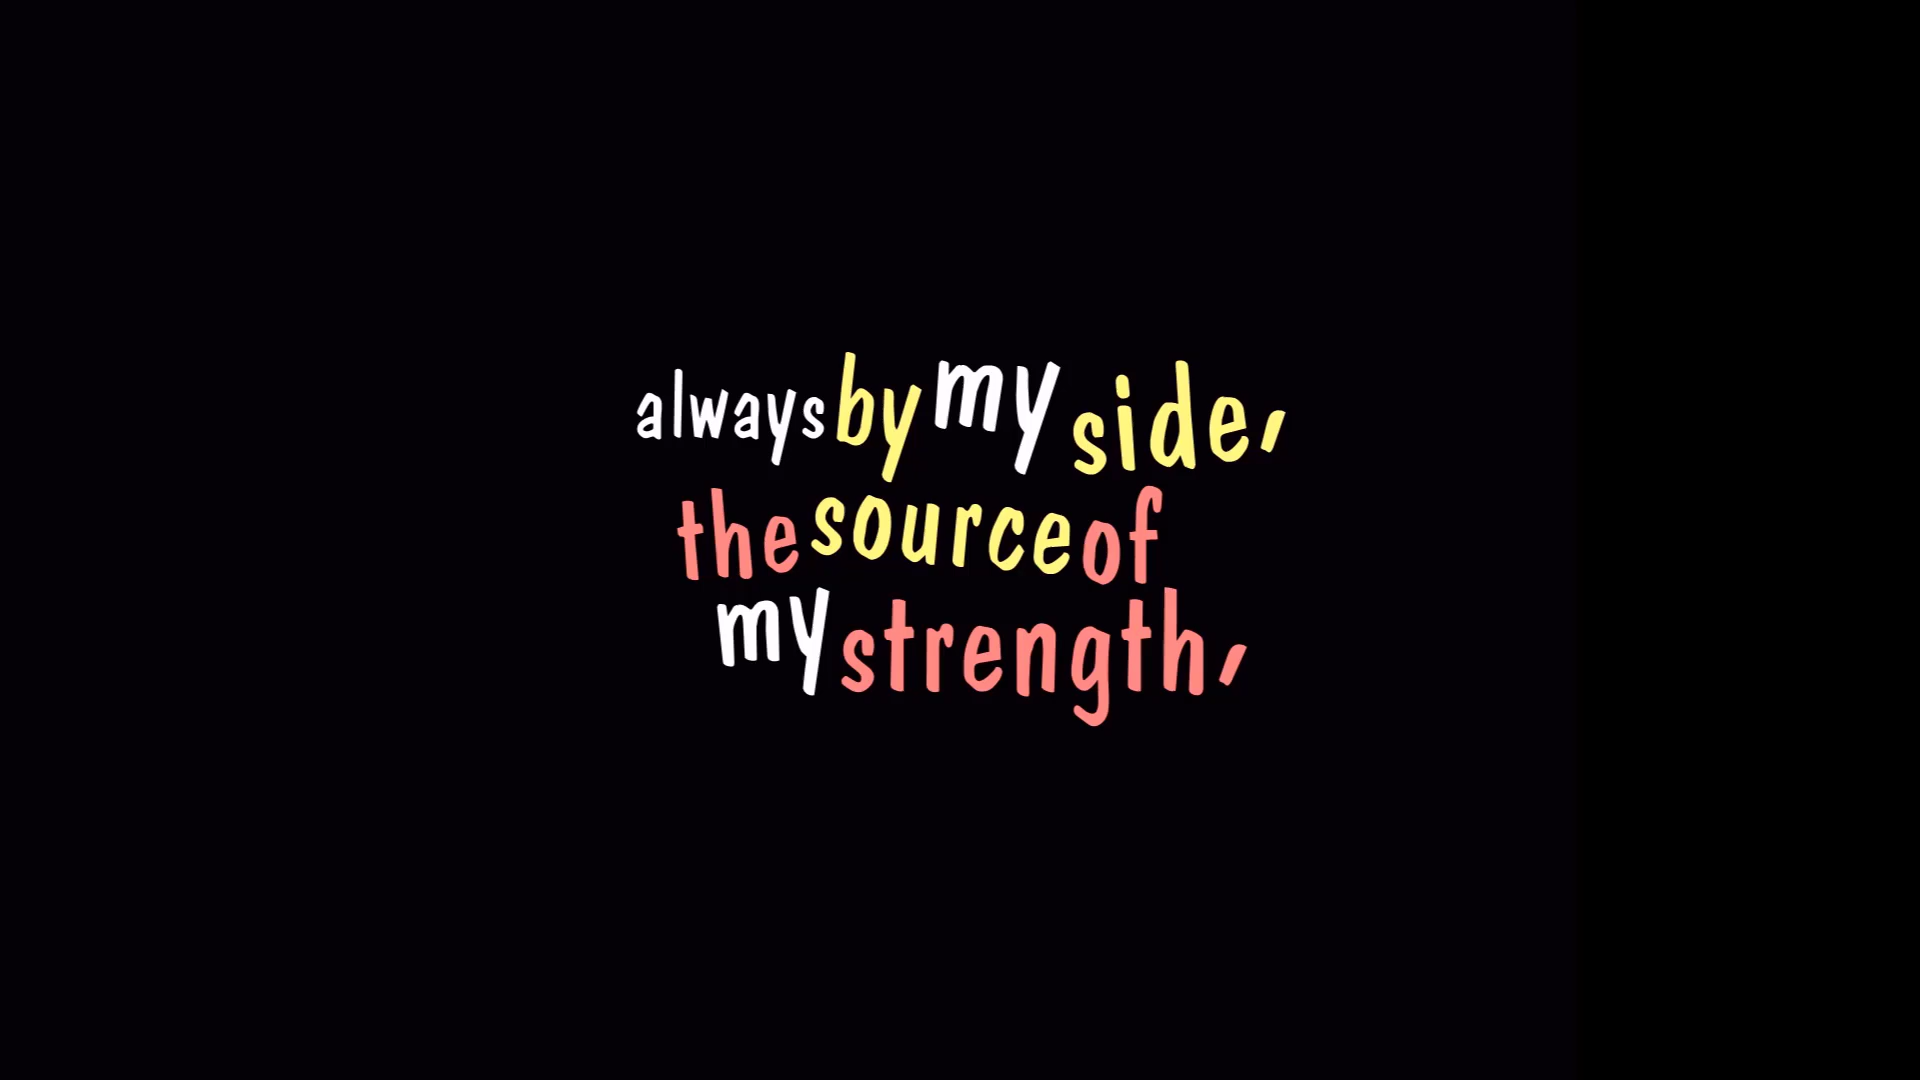 always by my side,
the source of
my strength,